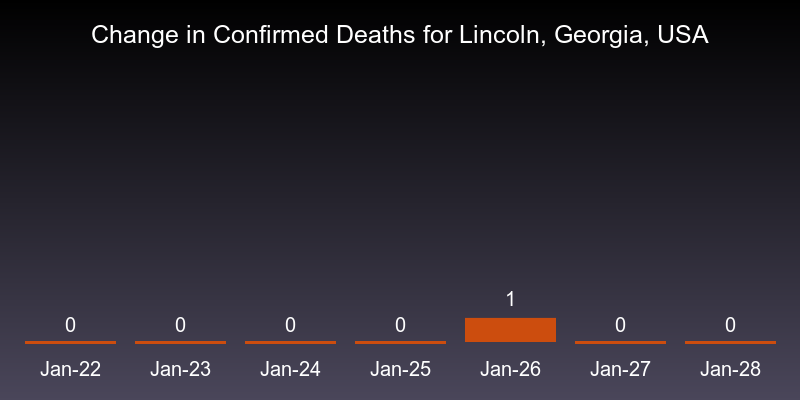 Change in Confirmed Deaths for Lincoln, Georgia, USA
0 0 0 0 1 0 0
Jan-22 Jan-23 Jan-24 Jan-25 Jan-26 Jan-27 Jan-28